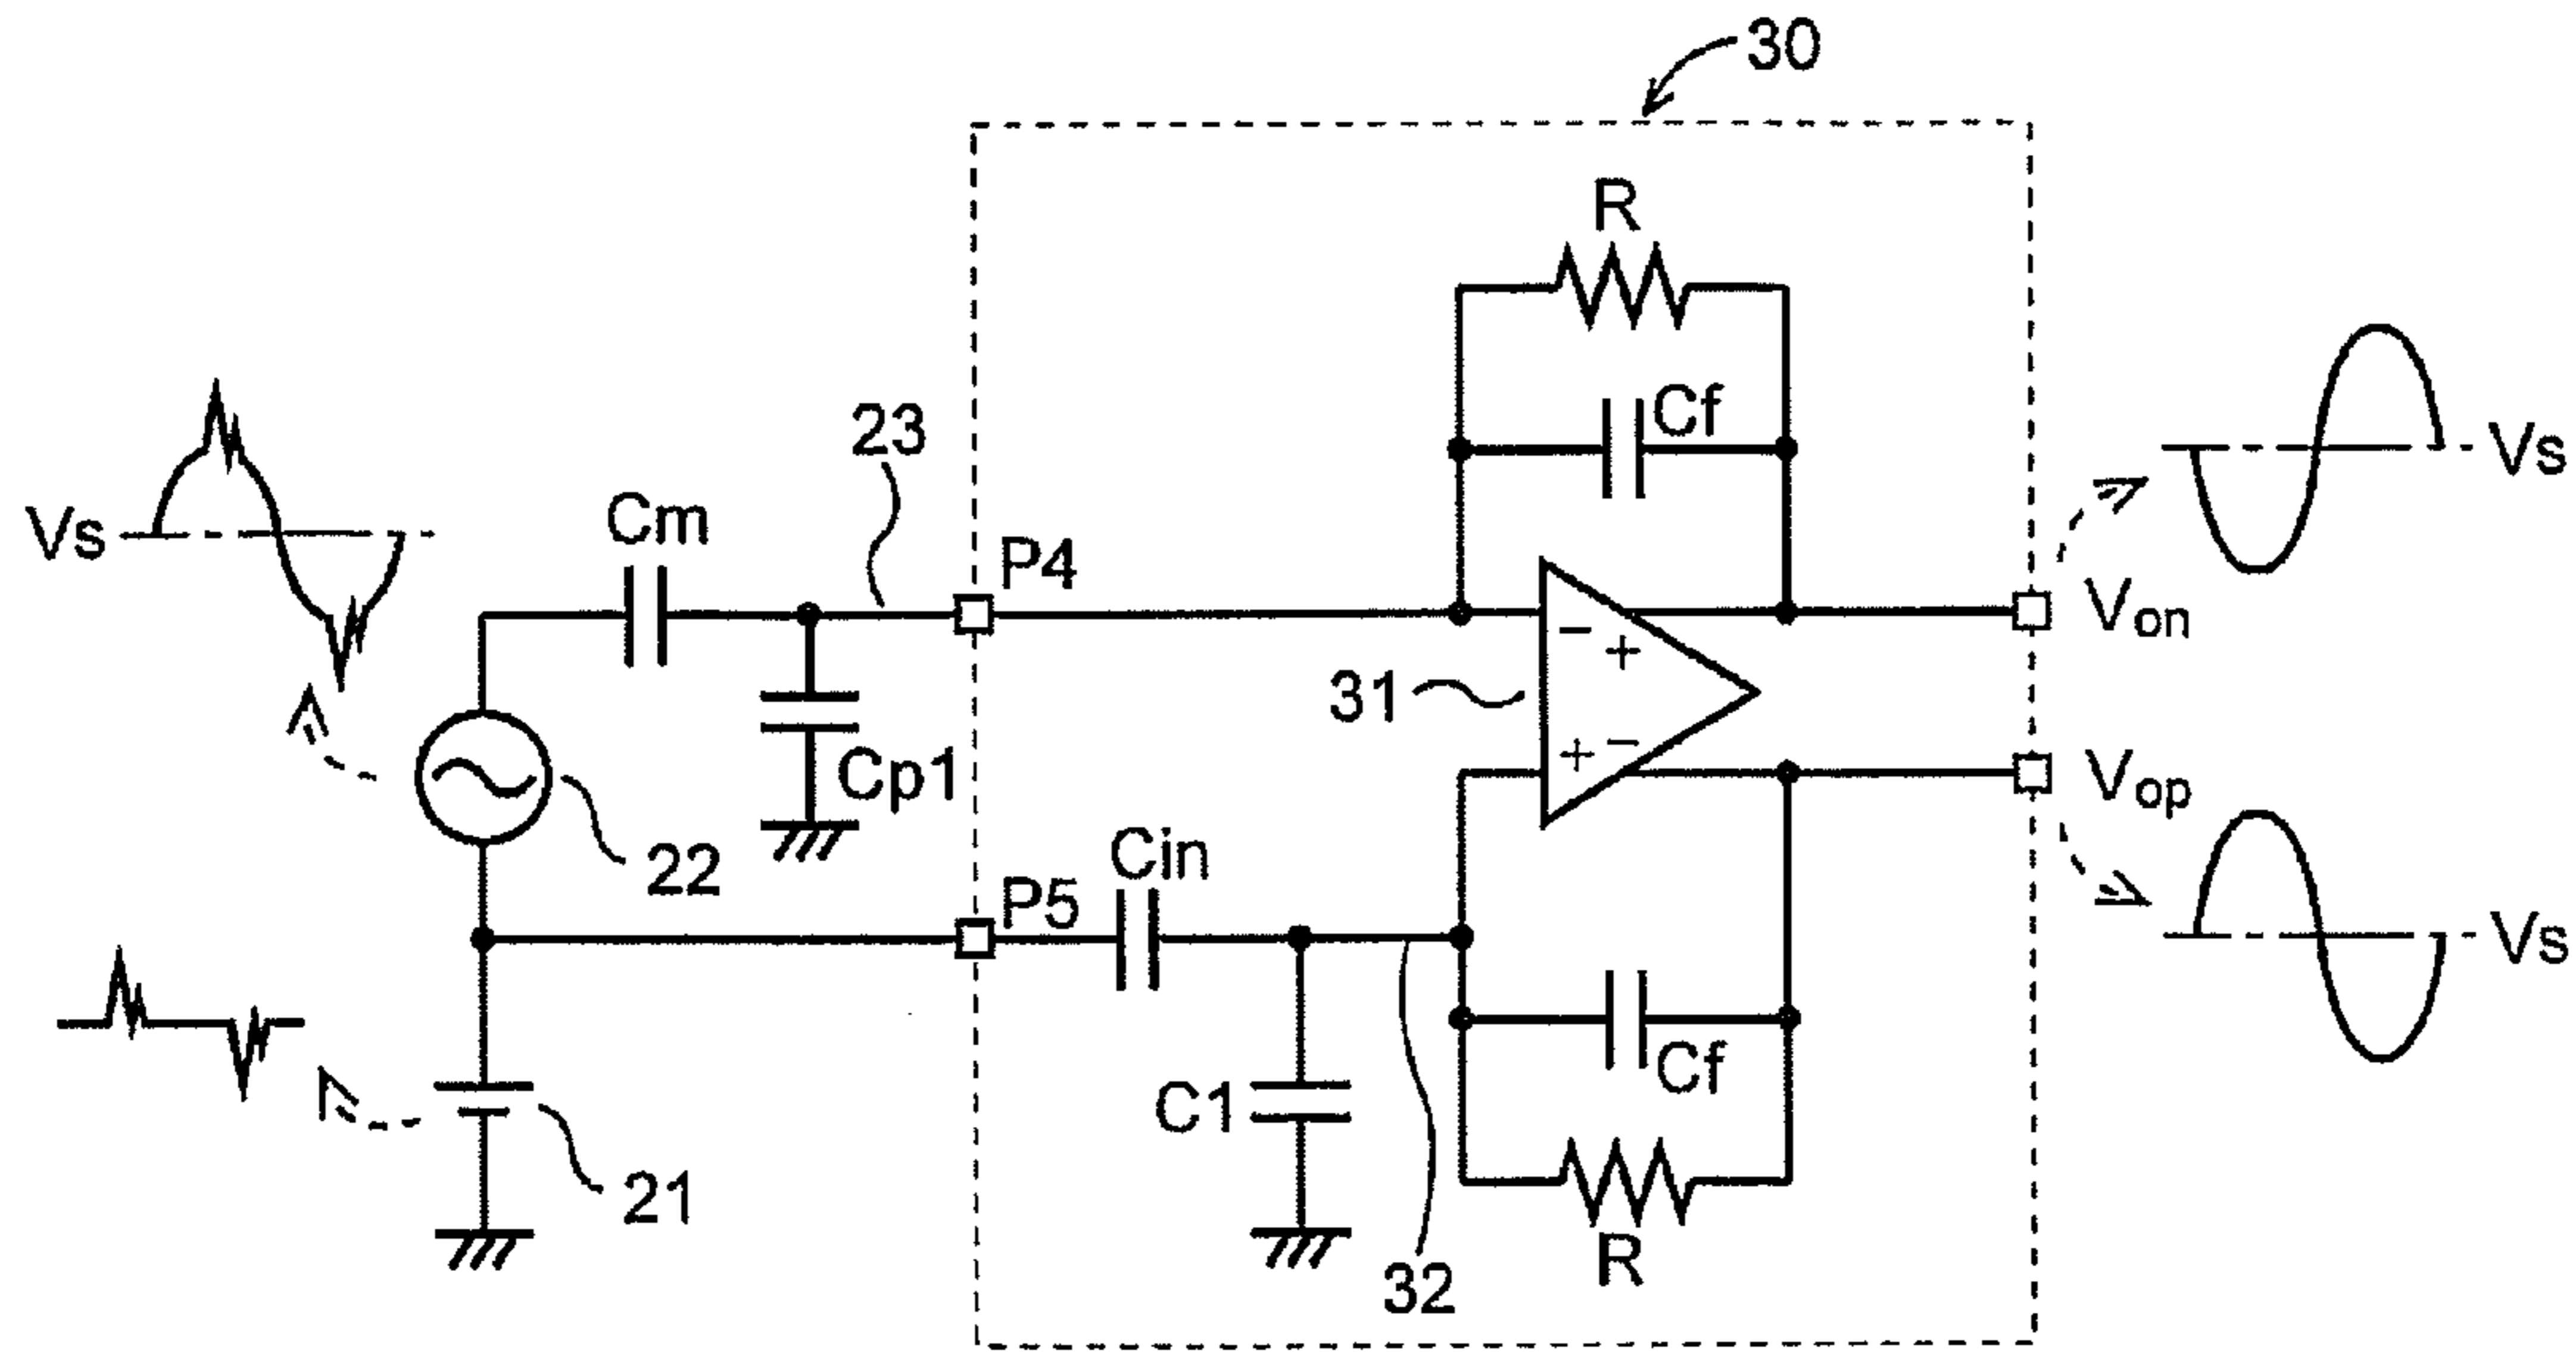 30
R
Cf
23
Vs
Cm
P4
Vs
Von
-
+
31
+
-
Vop
Cp1
Cin
22
P5
Vs
Cf
C1
21
R
32